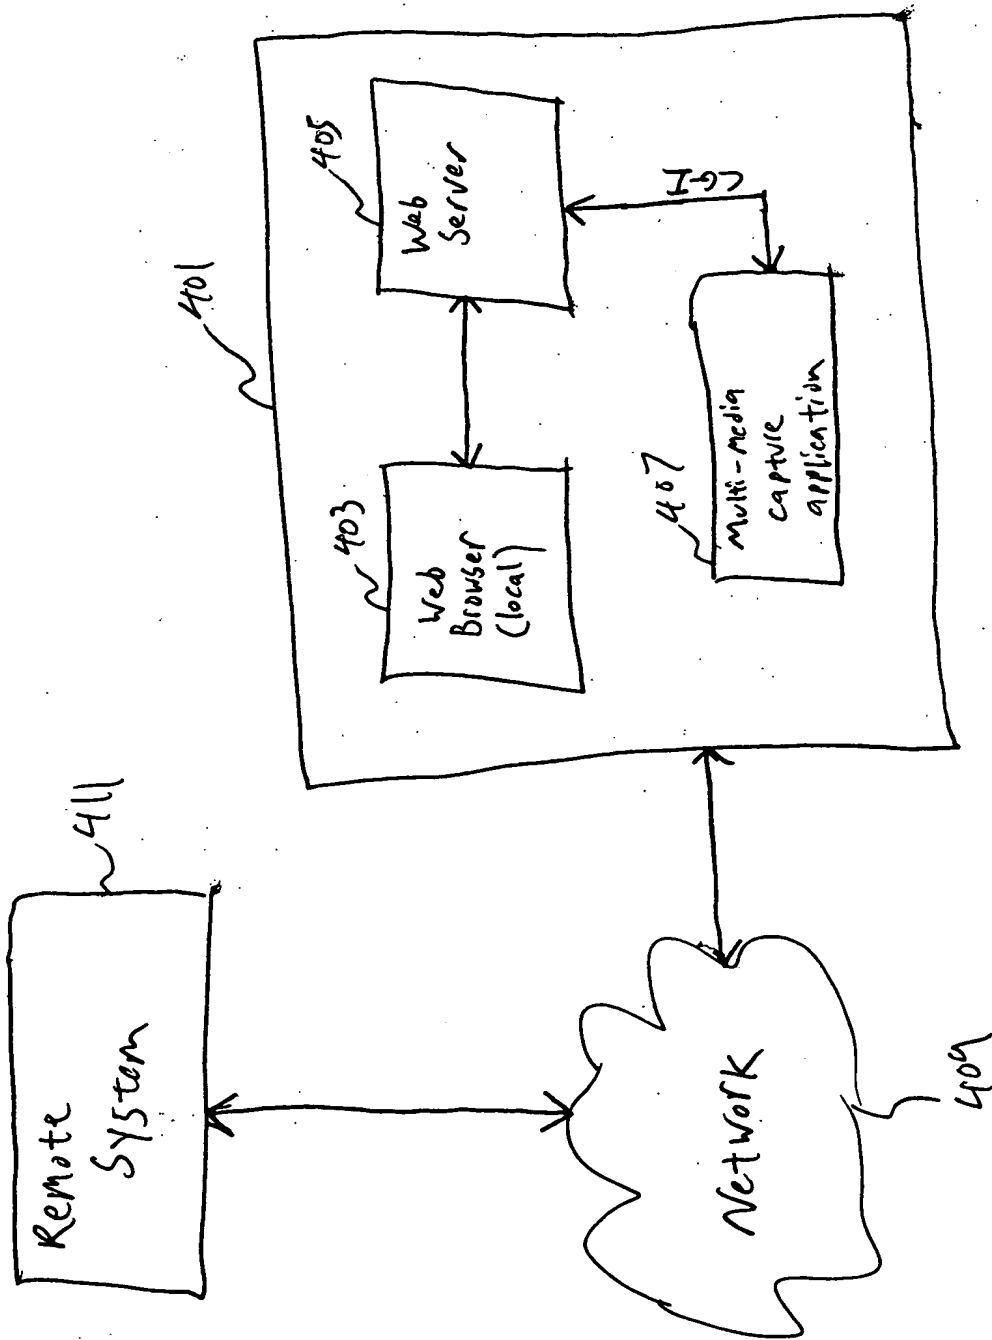 Remote
System
411
Network
409
401
Web
Browser
(local)
403
Web
Server
405
CGI
Multi-media
capture
application
407